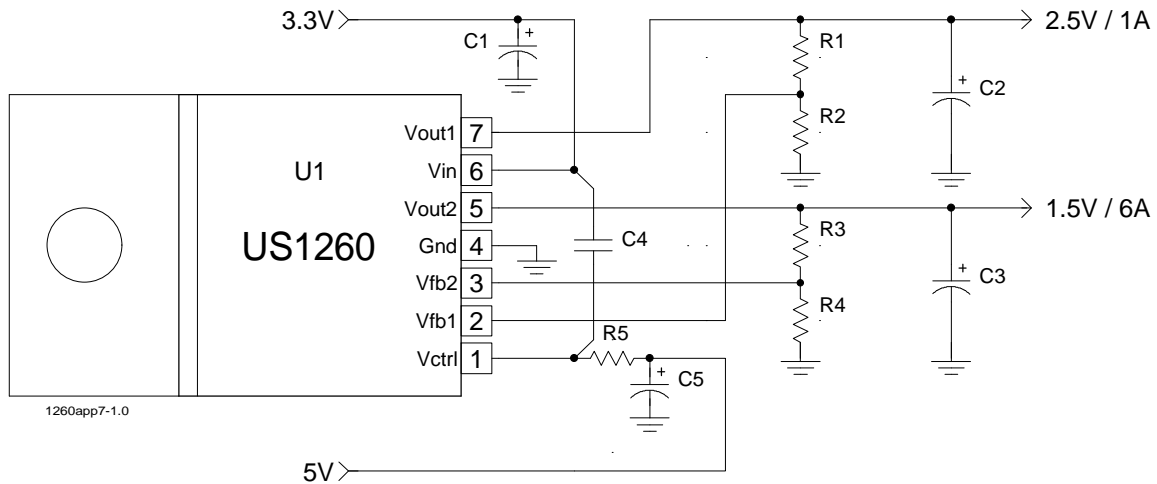 3.3V
C1
+
2.5V / 1A
R1
+
C2
R2
Vout1 7
U1
Vin 6
Vout2 5
1.5V / 6A
R3
US1260
C4
Gnd 4
+
C3
Vfb2 3
R4
Vfb1 2
R5
Vctrl 1
+
C5
1260app7-1.0
5V